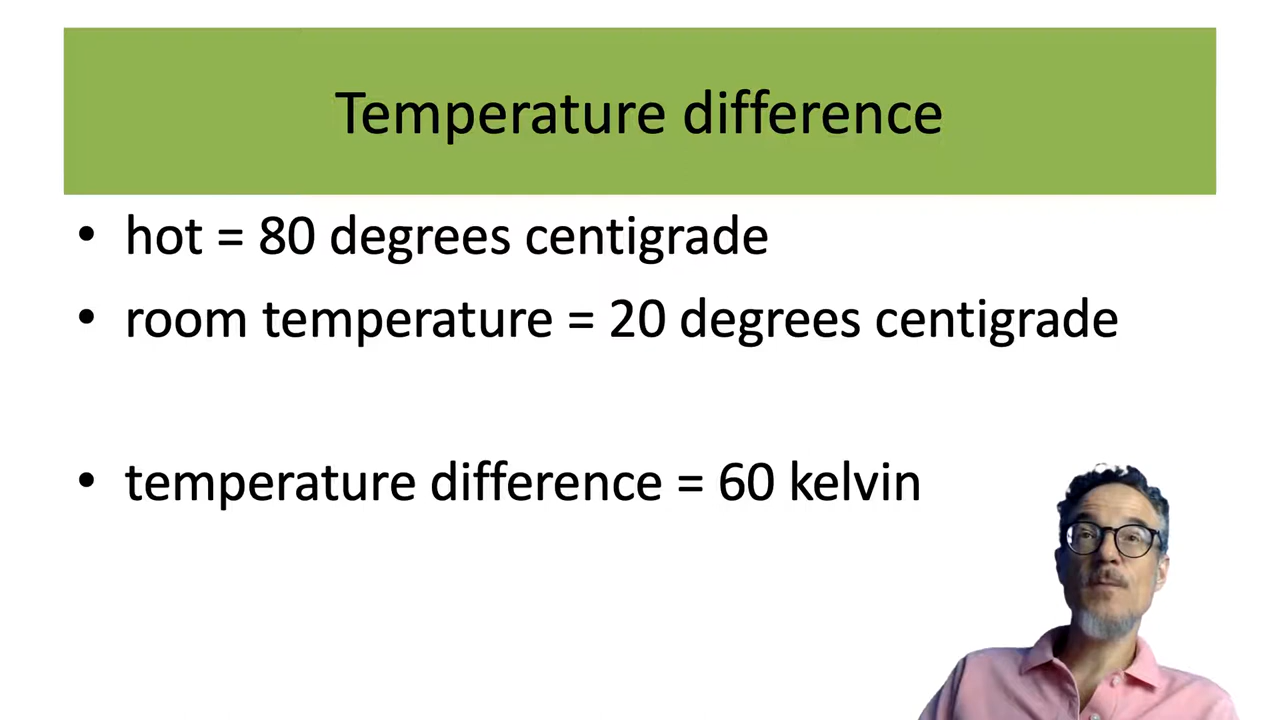 Temperature difference
• hot = 80 degrees centigrade
• room temperature = 20 degrees centigrade
• temperature difference = 60 kelvin